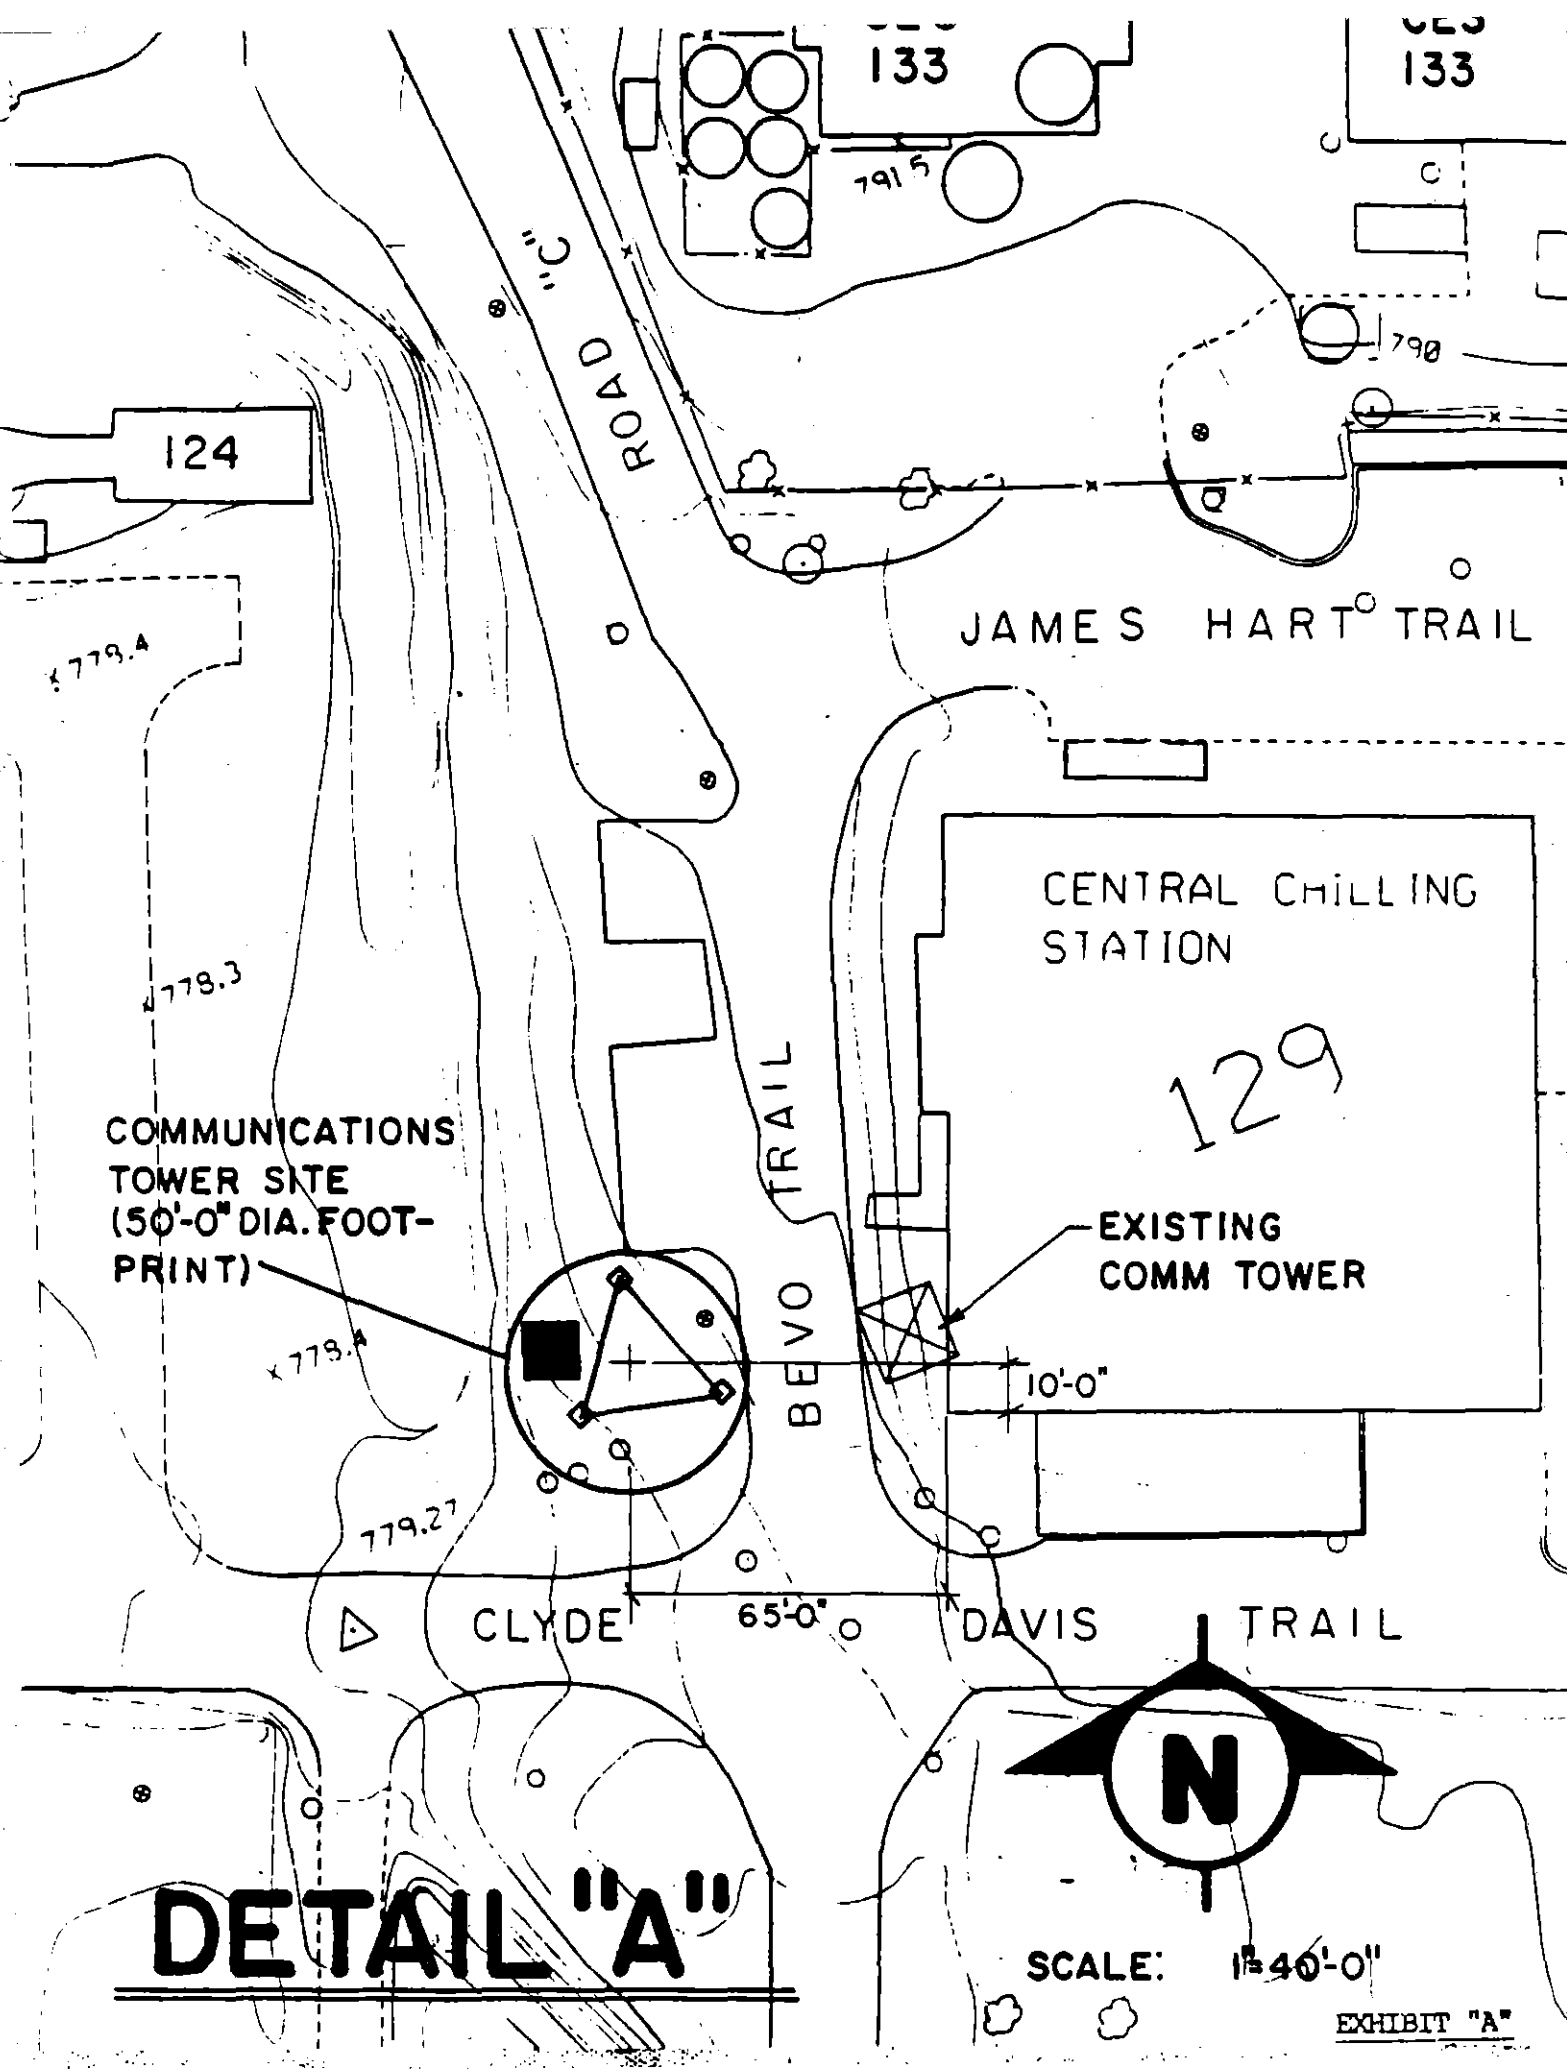 133
133
791.5
"C"
ROAD
790
124
JAMES HART TRAIL
778.4
CENTRAL CHILLING
STATION
778.3
129
TRAIL
BEVO
COMMUNICATIONS
TOWER SITE
(50'-0" DIA. FOOT-
PRINT)
EXISTING
COMM TOWER
778.4
10'-0"
779.27
65'-0"
CLYDE DAVIS TRAIL
N
DETAIL "A"
SCALE: 1"=40'-0"
EXHIBIT "A"